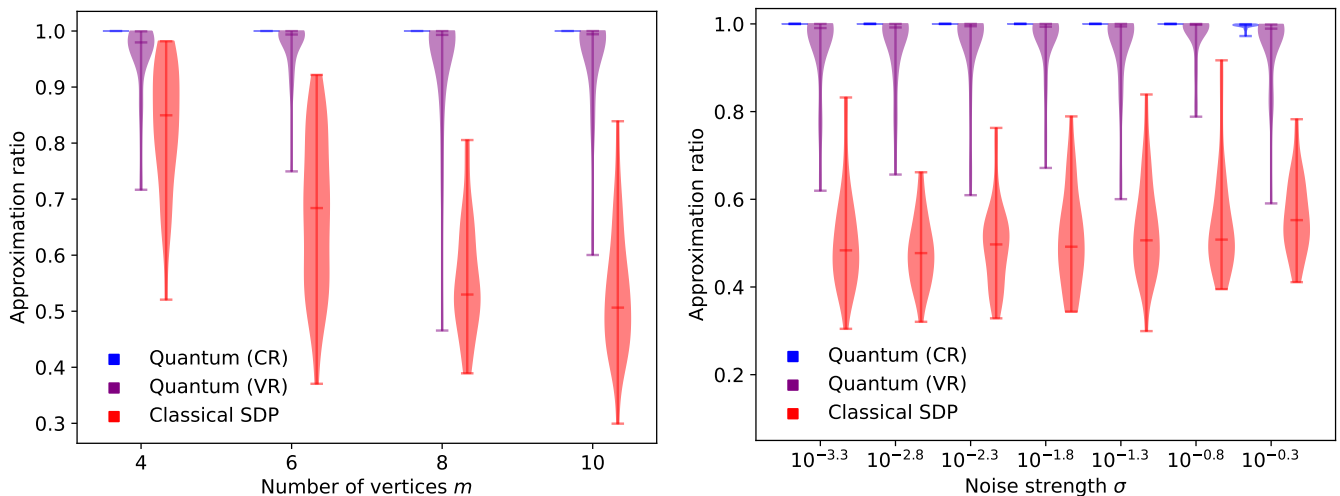 Approximation ratio
1.0
0.9
0.8
0.7
0.6
0.5
0.4
0.3
Quantum (CR)
Quantum (VR)
Classical SDP
4 6 8 10
Number of vertices m
Approximation ratio
1.0
0.8
0.6
0.4
0.2
Quantum (CR)
Quantum (VR)
Classical SDP
10^{-3.3} 10^{-2.8} 10^{-2.3} 10^{-1.8} 10^{-1.3} 10^{-0.8} 10^{-0.3}
Noise strength σ